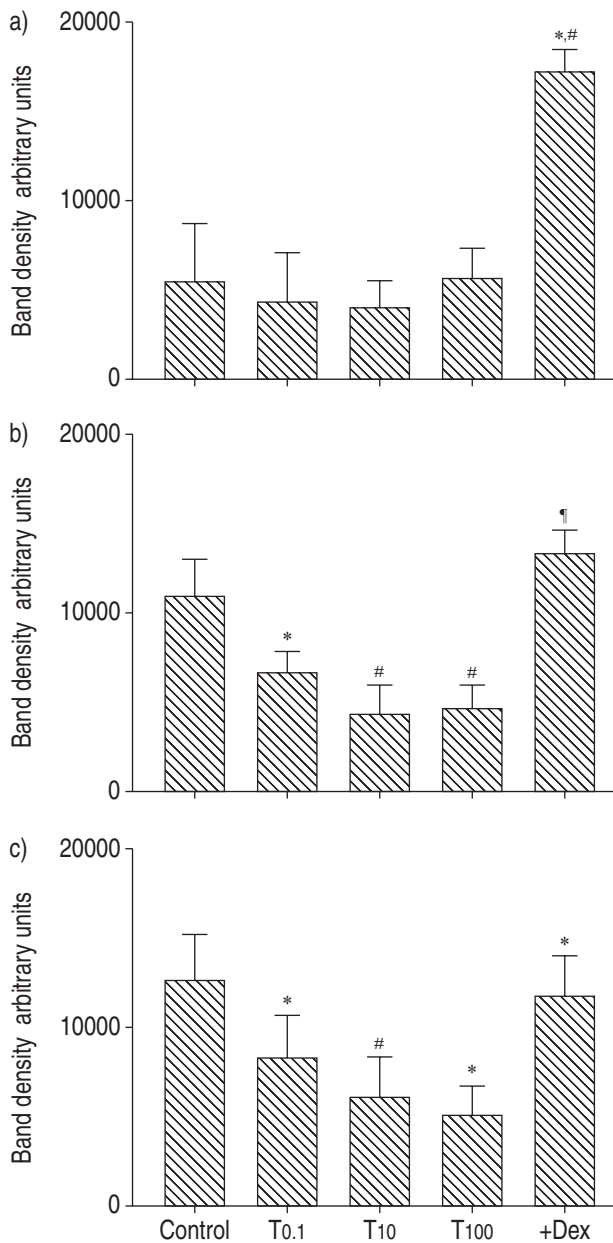 a)
20000
*,#
Band density arbitrary units
10000
0
b)
20000
¶
Band density arbitrary units
10000
*
#
#
0
c)
20000
*
Band density arbitrary units
10000
*
#
*
0
Control T0.1 T10 T100 +Dex